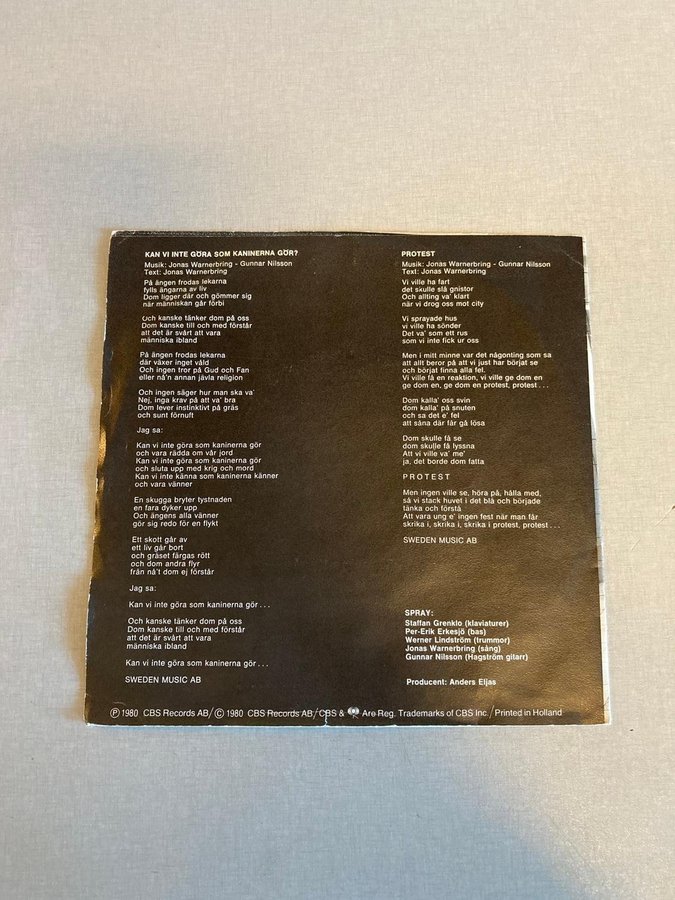 KAN VI INTE GÖRA SOM KANINERNA GÖR?
Musik: Jonas Warnerbring - Gunnar Nilsson
Text: Jonas Warnerbring
På ängen frodas lekarna
fylls ängarna av liv
Dom ligger där och gömmer sig
när människan går förbi
Och kanske tänker dom på oss
Dom kanske till och med förstår
att det är svårt att vara
människa ibland
På ängen frodas lekarna
där växer inget våld
Och ingen tror på Gud och Fan
eller nå'n annan jävla religion
Och ingen säger hur man ska va'
Nej, inga krav på att va' bra
Dom lever instinktivt på gräs
och sunt förnuft
Jag sa:
Kan vi inte göra som kaninerna gör
och vara rädda om vår jord
Kan vi inte göra som kaninerna gör
och sluta upp med krig och mord
Kan vi inte känna som kaninerna känner
och vara vänner
En skugga bryter tystnaden
en fara dyker upp
Och ängens alla vänner
gör sig redo för en flykt
Ett skott går av
ett liv går bort
och gräset färgas rött
och dom andra flyr
från nå't dom ej förstår
Jag sa:
Kan vi inte göra som kaninerna gör . . .
Och kanske tänker dom på oss
Dom kanske till och med förstår
att det är svårt att vara
människa ibland
Kan vi inte göra som kaninerna gör . . .
SWEDEN MUSIC AB
PROTEST
Musik: Jonas Warnerbring - Gunnar Nilsson
Text: Jonas Warnerbring
Vi ville ha fart
det skulle slå gnistor
Och allting va' klart
när vi drog oss mot city
Vi sprayade hus
vi ville ha sönder
Det va' som ett rus
som vi inte fick ur oss
Men i mitt minne var det någonting som sa
att allt beror på att vi just har börjat se
och börjat finna alla fel.
Vi ville få en reaktion, vi ville ge dom en
ge dom en, ge dom en protest, protest . . .
Dom kalla' oss svin
dom kalla' på snuten
och sa det e' fel
att såna där får gå lösa
Dom skulle få se
dom skulle få lyssna
Att vi ville va' me'
ja, det borde dom fatta
PROTEST
Men ingen ville se, höra på, hålla med,
så vi stack huvet i det blå och började
tänka och förstå
Att vara ung e' ingen fest när man får
skrika i, skrika i, skrika i protest, protest . . .
SWEDEN MUSIC AB
SPRAY:
Staffan Grenklo (klaviaturer)
Per-Erik Erkesjö (bas)
Werner Lindström (trummor)
Jonas Warnerbring (sång)
Gunnar Nilsson (Hagström gitarr)
Producent: Anders Eljas
Ⓟ 1980 CBS Records AB/Ⓒ 1980 CBS Records AB/CBS & Are Reg. Trademarks of CBS Inc./Printed in Holland